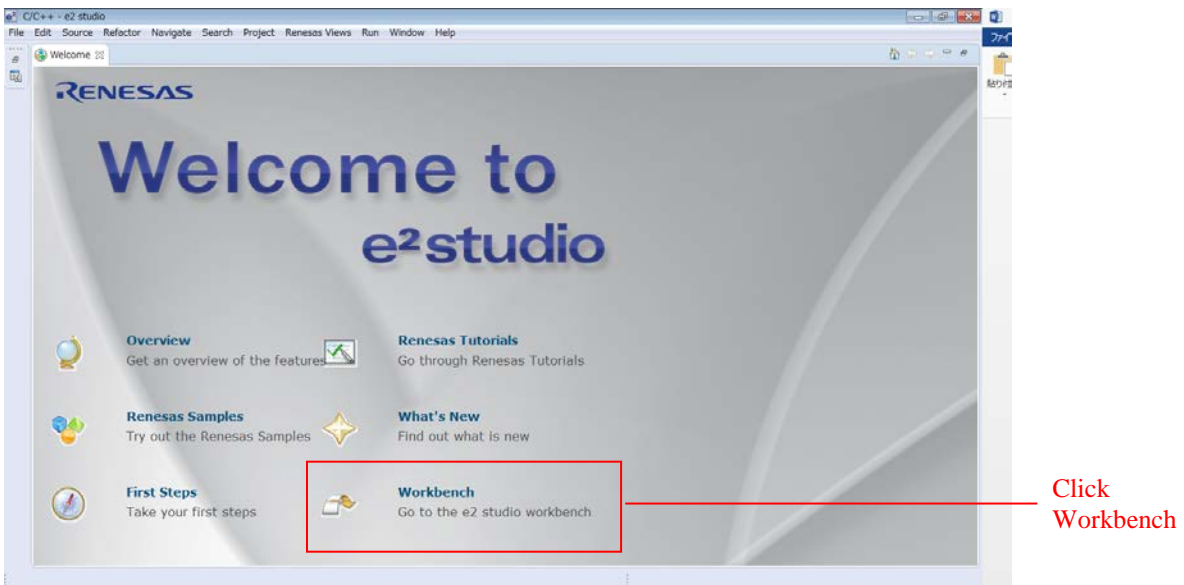 e² C/C++ - e2 studio
File Edit Source Refactor Navigate Search Project Renesas Views Run Window Help
Welcome
RENESAS
Welcome to
e²studio
Overview
Get an overview of the features
Renesas Tutorials
Go through Renesas Tutorials
Renesas Samples
Try out the Renesas Samples
What's New
Find out what is new
First Steps
Take your first steps
Workbench
Go to the e2 studio workbench
Click
Workbench